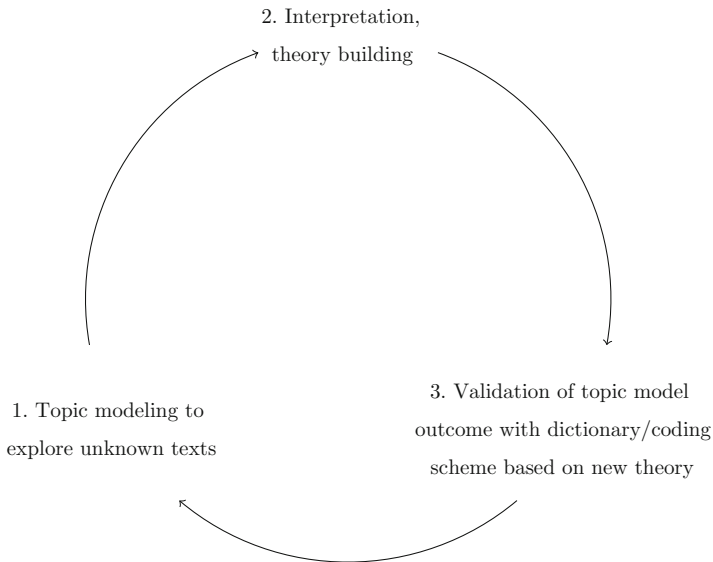 2. Interpretation,
theory building
1. Topic modeling to
explore unknown texts
3. Validation of topic model
outcome with dictionary/coding
scheme based on new theory